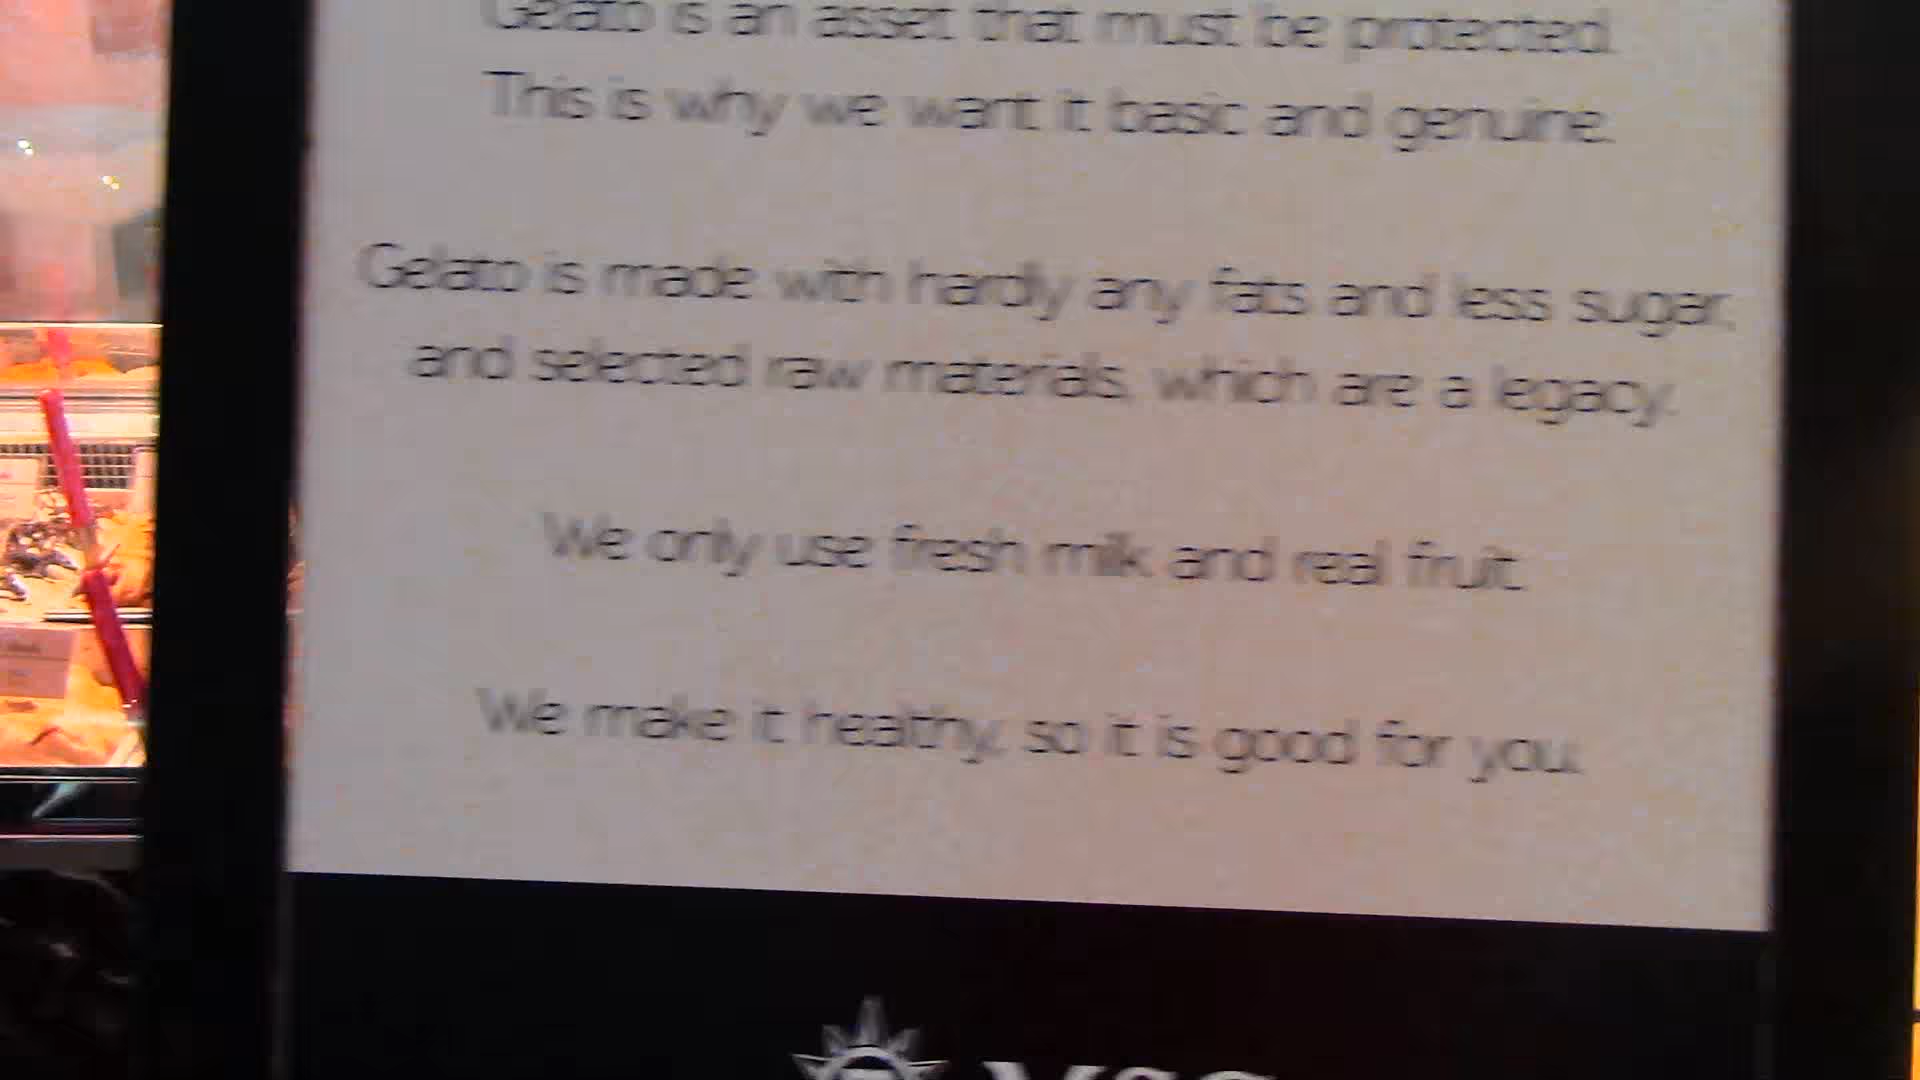 Gelato is an asset that must be protected.
This is why we want it basic and genuine.
Gelato is made with hardly any fats and less sugar,
and selected raw materials, which are a legacy.
We only use fresh milk and real fruit.
We make it healthy, so it is good for you.